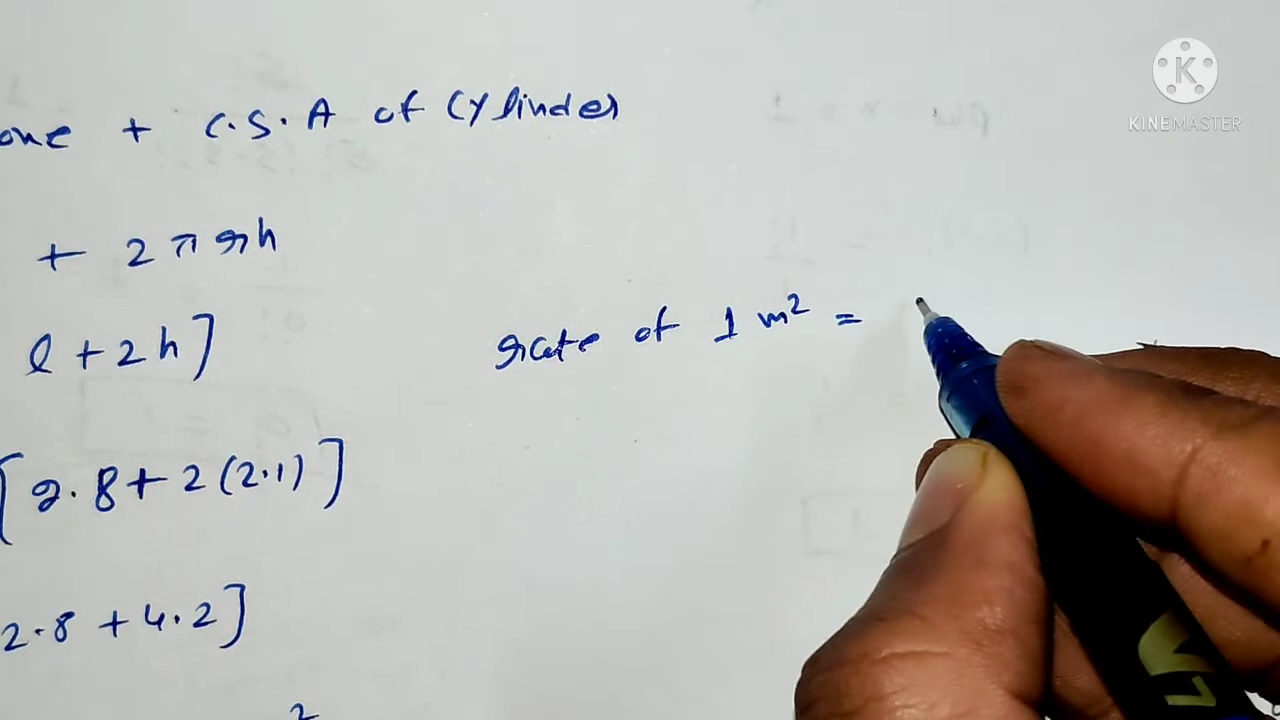 one + C.S.A of Cylinder
+ 2πrh
l + 2h]
rate of 1 m² =
[2.8 + 2(2.1)]
2.8 + 4.2]
2
KINEMASTER